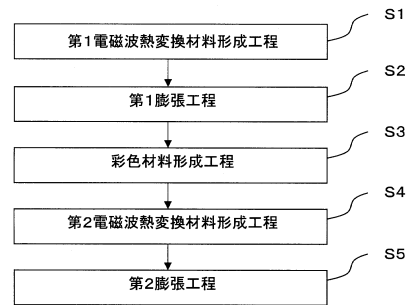 第1電磁波熱変換材料形成工程 S1
第1膨張工程 S2
彩色材料形成工程 S3
第2電磁波熱変換材料形成工程 S4
第2膨張工程 S5